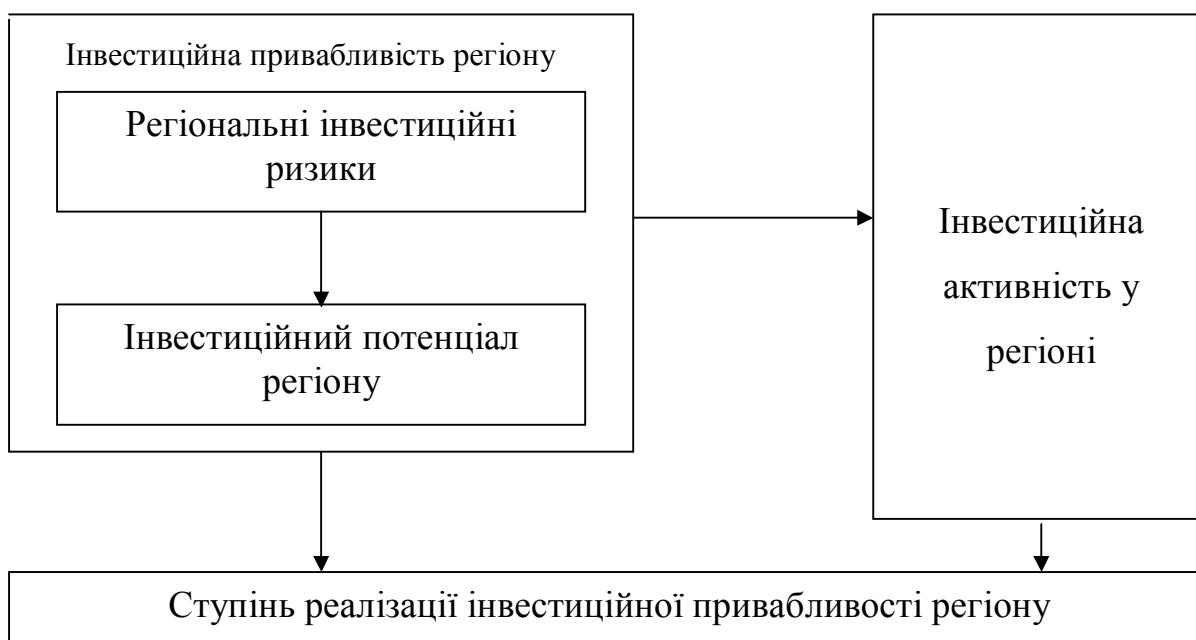 Інвестиційна привабливість регіону
Регіональні інвестиційні
ризики
Інвестиційний потенціал
регіону
Інвестиційна
активність у
регіоні
Ступінь реалізації інвестиційної привабливості регіону